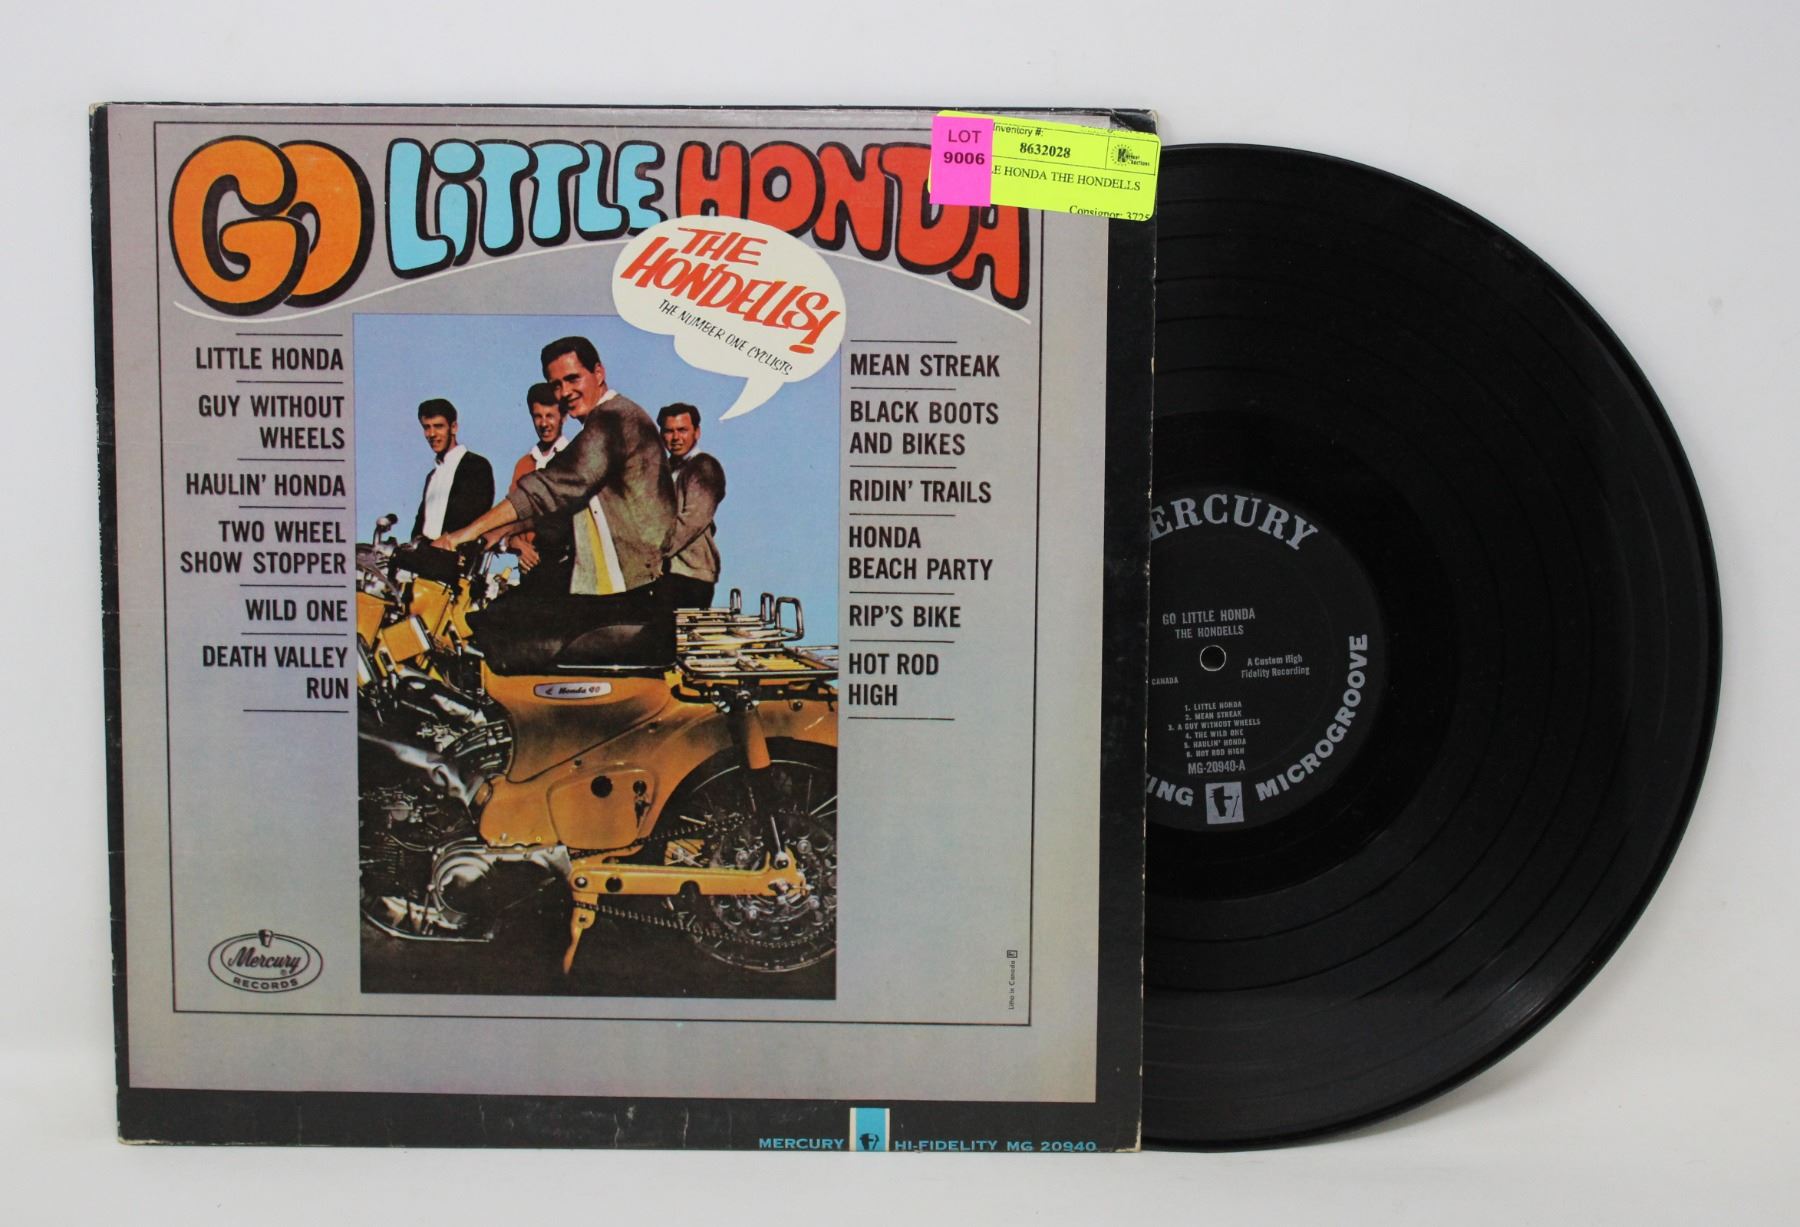 GO LiTTLE HONDA
THE
HONDELLS!
THE NUMBER ONE CYCLISTS
LITTLE HONDA
GUY WITHOUT
WHEELS
HAULIN' HONDA
TWO WHEEL
SHOW STOPPER
WILD ONE
DEATH VALLEY
RUN
MEAN STREAK
BLACK BOOTS
AND BIKES
RIDIN' TRAILS
HONDA
BEACH PARTY
RIP'S BIKE
HOT ROD
HIGH
Honda 90
Mercury
RECORDS
Litho in Canada
MERCURY HI-FIDELITY MG 20940
LOT
9006
Inventory #:
8632028
HONDA THE HONDELLS
Consignor: 3725
ERCURY
GO LITTLE HONDA
THE HONDELLS
A Custom High
Fidelity Recording
CANADA
1. LITTLE HONDA
2. MEAN STREAK
3. A GUY WITHOUT WHEELS
4. THE WILD ONE
5. HAULIN' HONDA
6. HOT ROD HIGH
MG-20940-A
ING MICROGROOVE